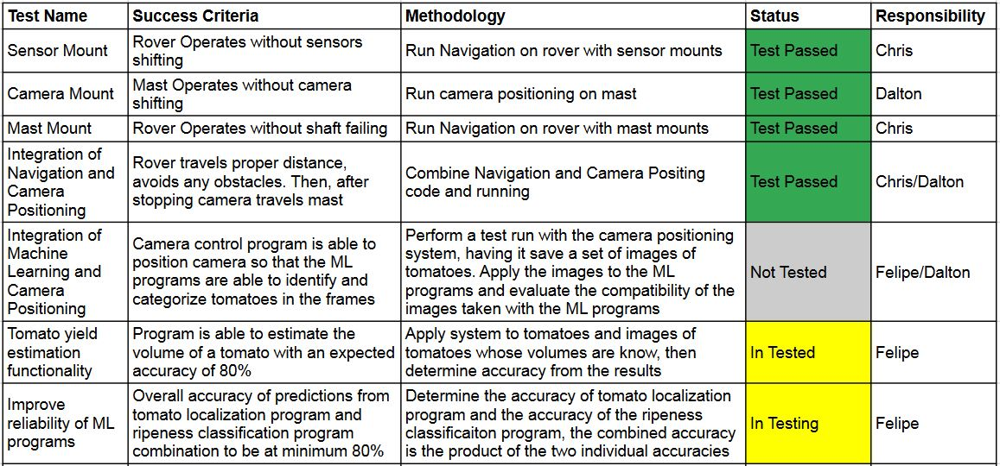 Test Name Success Criteria Methodology Status Responsibility
Sensor Mount
Rover Operates without sensors
shifting
Run Navigation on rover with sensor mounts
Test Passed
Chris
Camera Mount
Mast Operates without camera
shifting
Run camera positioning on mast
Test Passed
Dalton
Mast Mount
Rover Operates without shaft failing
Run Navigation on rover with mast mounts
Test Passed
Chris
Integration of
Navigation and
Camera
Positioning
Rover travels proper distance,
avoids any obstacles. Then, after
stopping camera travels mast
Combine Navigation and Camera Positing
code and running
Test Passed
Chris/Dalton
Integration of
Machine
Learning and
Camera
Positioning
Camera control program is able to
position camera so that the ML
programs are able to identify and
categorize tomatoes in the frames
Perform a test run with the camera positioning
system, having it save a set of images of
tomatoes. Apply the images to the ML
programs and evaluate the compatibility of the
images taken with the ML programs
Not Tested
Felipe/Dalton
Tomato yield
estimation
functionality
Program is able to estimate the
volume of a tomato with an expected
accuracy of 80%
Apply system to tomatoes and images of
tomatoes whose volumes are know, then
determine accuracy from the results
In Tested
Felipe
Improve
reliability of ML
programs
Overall accuracy of predictions from
tomato localization program and
ripeness classification program
combination to be at minimum 80%
Determine the accuracy of tomato localization
program and the accuracy of the ripeness
classificaiton program, the combined accuracy
is the product of the two individual accuracies
In Testing
Felipe